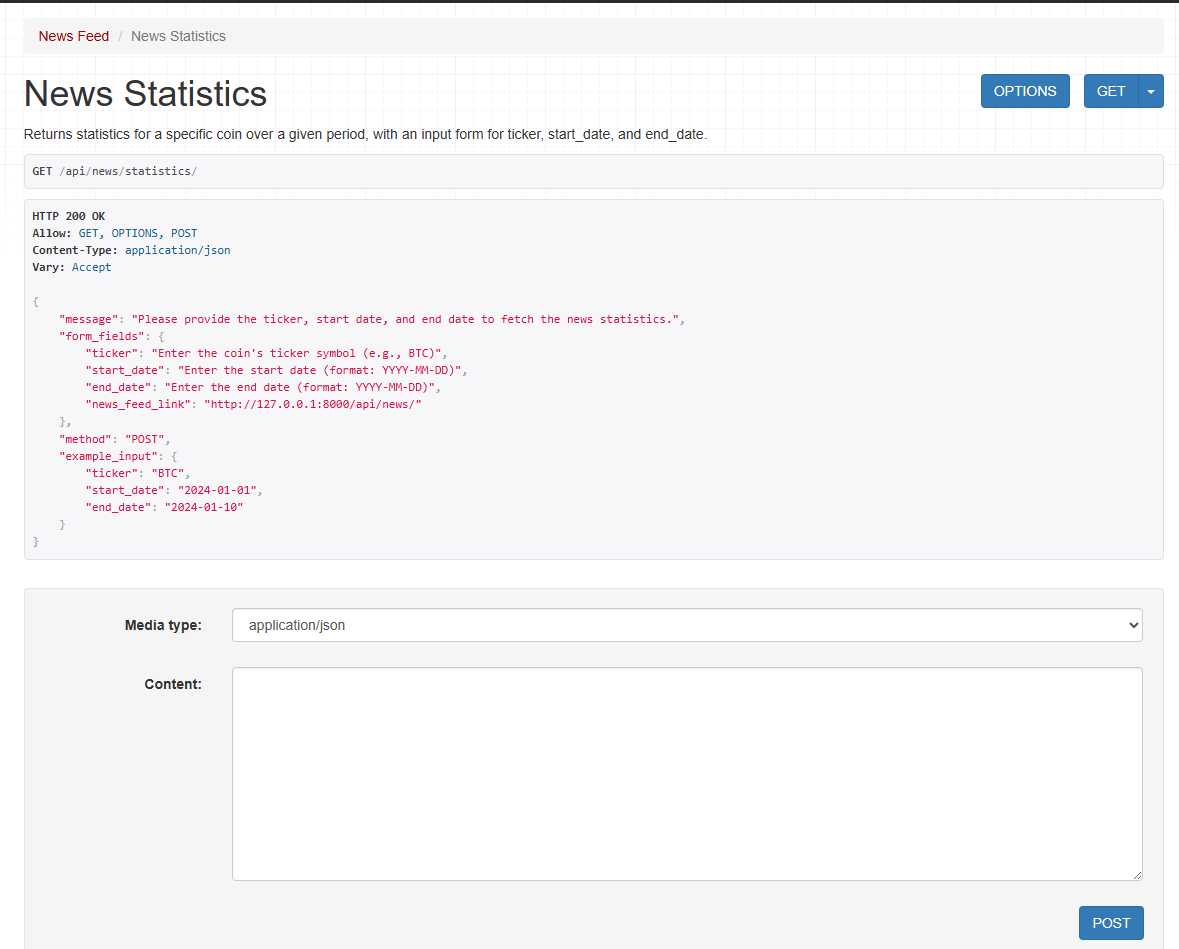 News Feed / News Statistics
News Statistics
OPTIONS
GET
Returns statistics for a specific coin over a given period, with an input form for ticker, start_date, and end_date.
GET /api/news/statistics/
HTTP 200 OK
Allow: GET, OPTIONS, POST
Content-Type: application/json
Vary: Accept
{
    "message": "Please provide the ticker, start date, and end date to fetch the news statistics.",
    "form_fields": {
        "ticker": "Enter the coin's ticker symbol (e.g., BTC)",
        "start_date": "Enter the start date (format: YYYY-MM-DD)",
        "end_date": "Enter the end date (format: YYYY-MM-DD)",
        "news_feed_link": "http://127.0.0.1:8000/api/news/"
    },
    "method": "POST",
    "example_input": {
        "ticker": "BTC",
        "start_date": "2024-01-01",
        "end_date": "2024-01-10"
    }
}
Media type:
application/json
Content:
POST